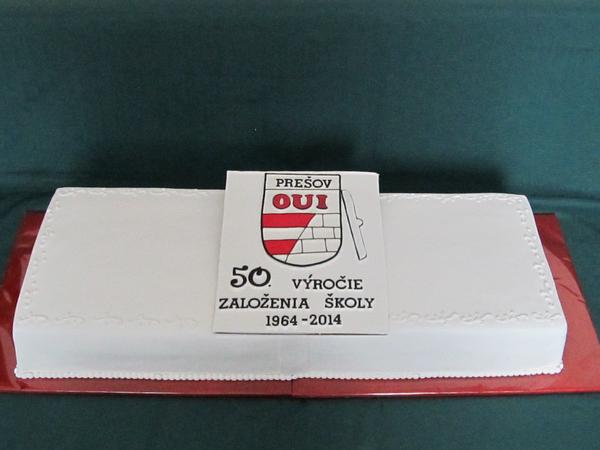 PREŠOV
OUI
50. VÝROČIE
ZALOŽENIA ŠKOLY
1964-2014